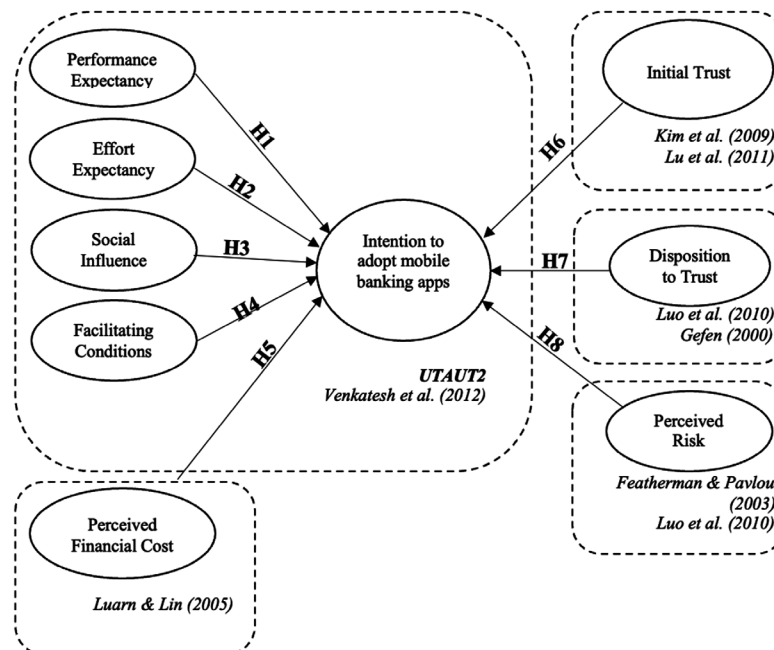 Performance
Expectancy
H1
Effort
Expectancy
H2
Social
Influence
H3
Facilitating
Conditions
H4
H5
Intention to
adopt mobile
banking apps
UTAUT2
Venkatesh et al. (2012)
Perceived
Financial Cost
Luarn & Lin (2005)
Initial Trust
Kim et al. (2009)
Lu et al. (2011)
H6
H7
Disposition
to Trust
Luo et al. (2010)
Gefen (2000)
H8
Perceived
Risk
Featherman & Pavlou
(2003)
Luo et al. (2010)